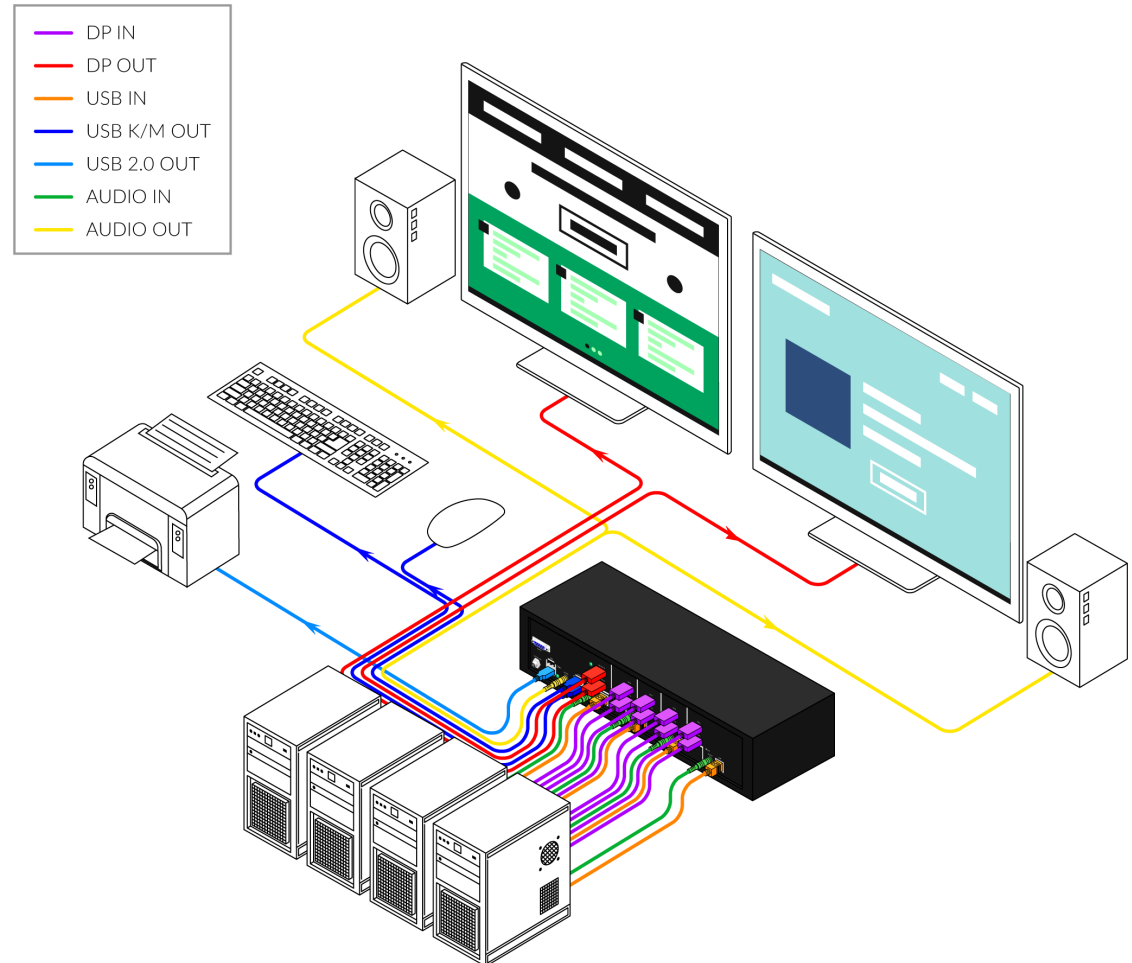 DP IN
DP OUT
USB IN
USB K/M OUT
USB 2.0 OUT
AUDIO IN
AUDIO OUT